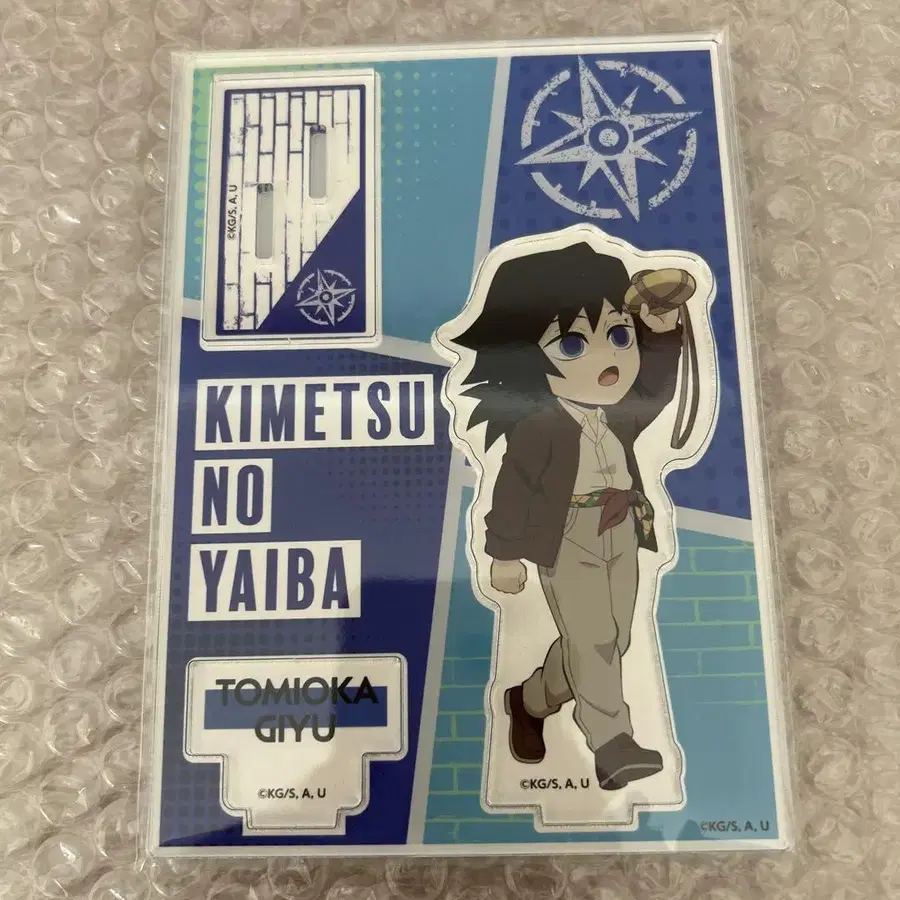 ©KG/S, A, U
KIMETSU
NO
YAIBA
TOMIOKA
GIYU
©KG/S, A, U
©KG/S, A, U
©KG/S, A, U